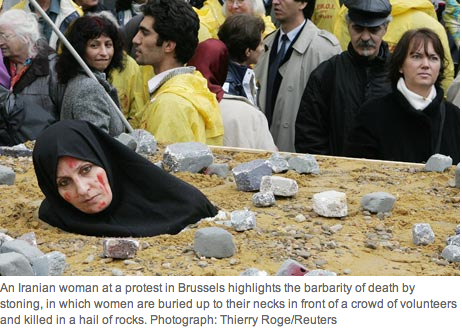 An Iranian woman at a protest in Brussels highlights the barbarity of death by
stoning, in which women are buried up to their necks in front of a crowd of volunteers
and killed in a hail of rocks. Photograph: Thierry Roge/Reuters